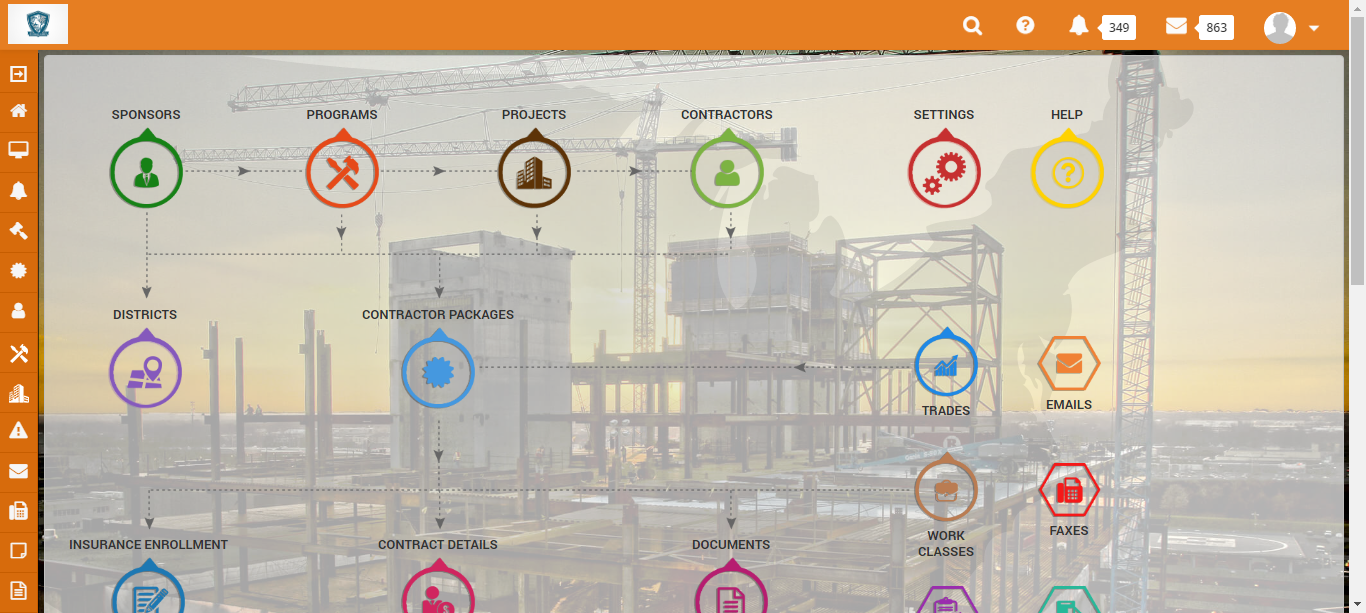 349
863
SPONSORS
PROGRAMS
PROJECTS
CONTRACTORS
SETTINGS
HELP
DISTRICTS
CONTRACTOR PACKAGES
TRADES
EMAILS
WORK
CLASSES
FAXES
INSURANCE ENROLLMENT
CONTRACT DETAILS
DOCUMENTS